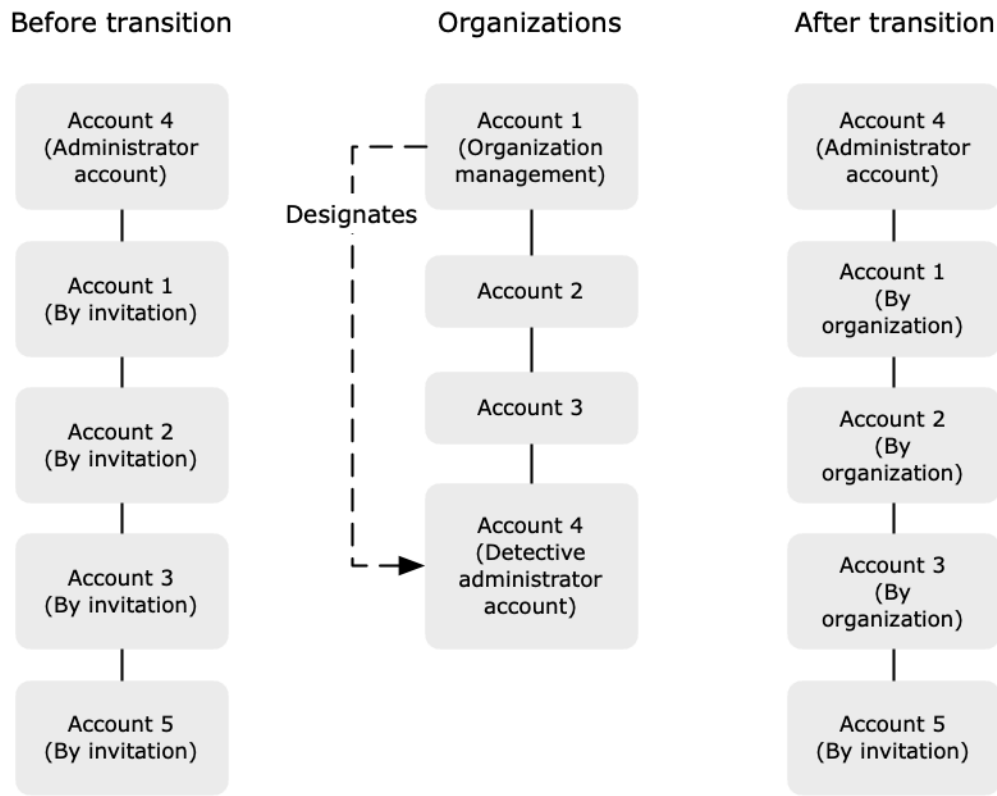 Before transition
Account 4
(Administrator
account)
Account 1
(By invitation)
Account 2
(By invitation)
Account 3
(By invitation)
Account 5
(By invitation)
Organizations
Account 1
(Organization
management)
Designates
Account 2
Account 3
Account 4
(Detective
administrator
account)
After transition
Account 4
(Administrator
account)
Account 1
(By
organization)
Account 2
(By
organization)
Account 3
(By
organization)
Account 5
(By invitation)